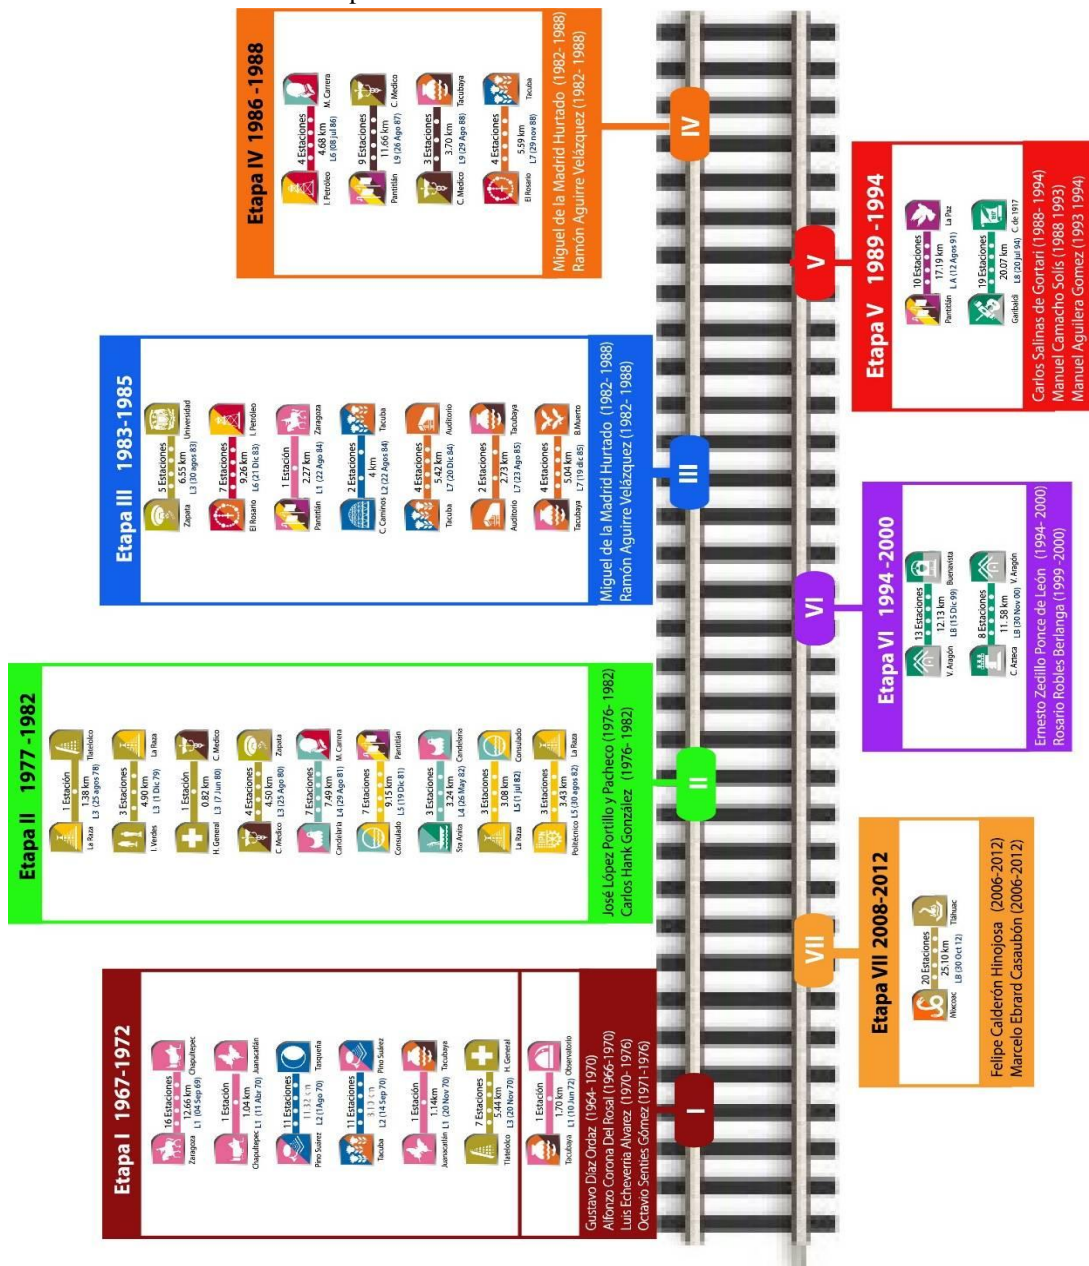 Etapa I 1967-1972
16 Estaciones
12.66 km
L1 (04 Sep 69)
Zaragoza
Chapultepec
1 Estación
1.04 km
L1 (11 Abr 70)
Chapultepec
Juanacatlán
11 Estaciones
L2 (1Ago 70)
Pino Suárez
Tasqueña
11 Estaciones
L2 (14 Sep 70)
Tacuba
Pino Suárez
1 Estación
1.14km
L1 (20 Nov 70)
Juanacatlán
Tacubaya
7 Estaciones
5.44 km
L3 (20 Nov 70)
Tlatelolco
H. General
1 Estación
1.70 km
L1 (10 Jun 72)
Tacubaya
Observatorio
Gustavo Díaz Ordaz (1964- 1970)
Alfonzo Corona Del Rosal (1966-1970)
Luis Echeverria Alvarez (1970- 1976)
Octavio Senties Gómez (1971-1976)
I
Etapa II 1977 -1982
1 Estación
1.38 km
L3 (25 agos 78)
La Raza
Tlatelolco
3 Estaciones
4.90 km
L3 (1 Dic 79)
I. Verdes
La Raza
1 Estación
0.82 km
L3 (7 Jun 80)
H. General
C. Medico
4 Estaciones
4.50 km
L3 (25 Ago 80)
C. Medico
Zapata
7 Estaciones
7.49 km
L4 (29 Ago 81)
Candelaria
M. Carrera
7 Estaciones
9.15 km
L5 (19 Dic 81)
Consulado
Pantitlán
3 Estaciones
3.24 km
L4 (26 May 82)
Sta Anita
Candelaria
3 Estaciones
3.08 km
L5 (1 jul 82)
La Raza
Consulado
3 Estaciones
3.43 km
L5 (30 agos 82)
Politécnico
La Raza
José López Portillo y Pacheco (1976- 1982)
Carlos Hank González (1976- 1982)
II
Etapa III 1983-1985
5 Estaciones
6.55 km
L3 (30 agos 83)
Zapata
Universidad
7 Estaciones
9.26 km
L6 (21 Dic 83)
El Rosario
I. Petróleo
1 Estación
2.27 km
L1 (22 Ago 84)
Pantitlán
Zaragoza
2 Estaciones
4 km
L2 (22 Agos 84)
C. Caminos
Tacuba
4 Estaciones
5.42 km
L7 (20 Dic 84)
Tacuba
Auditorio
2 Estaciones
2.73 km
L7 (23 Ago 85)
Auditorio
Tacubaya
4 Estaciones
5.04 km
L7 (19 dic 85)
Tacubaya
B.Muerto
Miguel de la Madrid Hurtado (1982- 1988)
Ramón Aguirre Velázquez (1982- 1988)
III
Etapa IV 1986 -1988
4 Estaciones
4.68 km
L6 (08 jul 86)
I. Petróleo
M. Carrera
9 Estaciones
11.66 km
L9 (26 Ago 87)
Pantitlán
C. Medico
3 Estaciones
3.70 km
L9 (29 Ago 88)
C. Medico
Tacubaya
4 Estaciones
5.59 km
L7 (29 nov 88)
El Rosario
Tacuba
Miguel de la Madrid Hurtado (1982- 1988)
Ramón Aguirre Velázquez (1982-1988)
IV
VII
Etapa VII 2008-2012
20 Estaciones
25.10 km
LB (30 Oct 12)
Mixcoac
Tláhuac
Felipe Calderón Hinojosa (2006-2012)
Marcelo Ebrard Casaubón (2006-2012)
VI
Etapa VI 1994 -2000
13 Estaciones
12.13 km
LB (15 Dic 99)
V. Aragón
Buenavista
8 Estaciones
11.58 km
LB (30 Nov 00)
C. Azteca
V. Aragón
Ernesto Zedillo Ponce de León (1994- 2000)
Rosario Robles Berlanga (1999 -2000)
V
Etapa V 1989 -1994
10 Estaciones
17.19 km
L A (12 Agos 91)
Pantitlán
La Paz
19 Estaciones
20.07 km
L8 (20 jul 94)
Garibaldi
C. de 1917
Carlos Salinas de Gortari (1988- 1994)
Manuel Camacho Solís (1988 1993)
Manuel Aguilera Gomez (1993 1994)